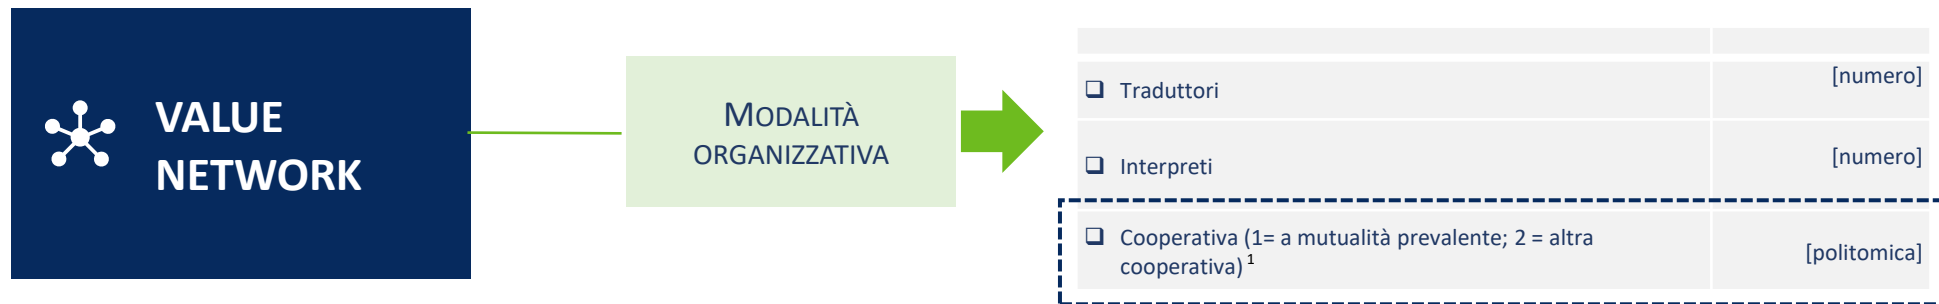 VALUE
NETWORK
MODALITÀ
ORGANIZZATIVA
Traduttori [numero]
Interpreti [numero]
Cooperativa (1= a mutualità prevalente; 2 = altra
cooperativa) 1 [politomica]